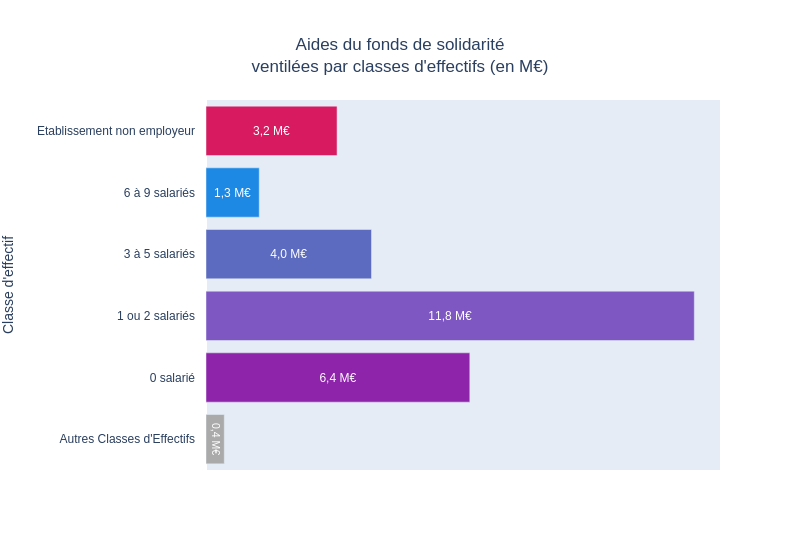 Aides du fonds de solidarité
ventilées par classes d'effectifs (en M€)
Classe d'effectif
Etablissement non employeur
3,2 M€
6 à 9 salariés
1,3 M€
3 à 5 salariés
4,0 M€
1 ou 2 salariés
11,8 M€
0 salarié
6,4 M€
Autres Classes d'Effectifs
0,4 M€